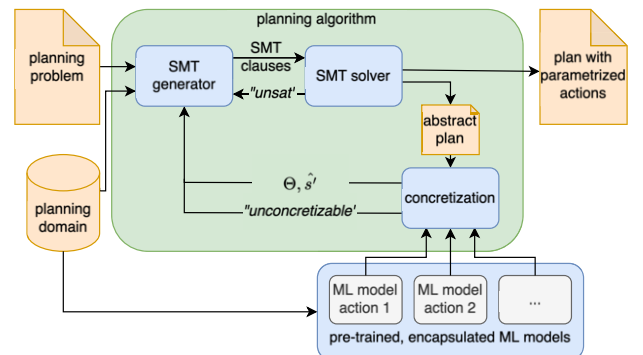 planning algorithm
planning
problem
SMT
generator
SMT
clauses
"unsat'
SMT solver
plan with
parametrized
actions
abstract
plan
Θ, ŝ′
"unconcretizable'
concretization
planning
domain
ML model
action 1
ML model
action 2
...
pre-trained, encapsulated ML models